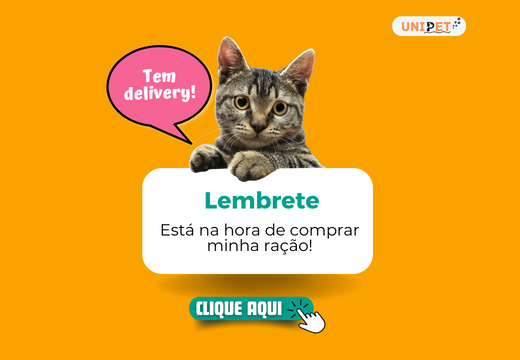 UNIPET
Tem
delivery!
Lembrete
Está na hora de comprar
minha ração!
CLIQUE AQUI